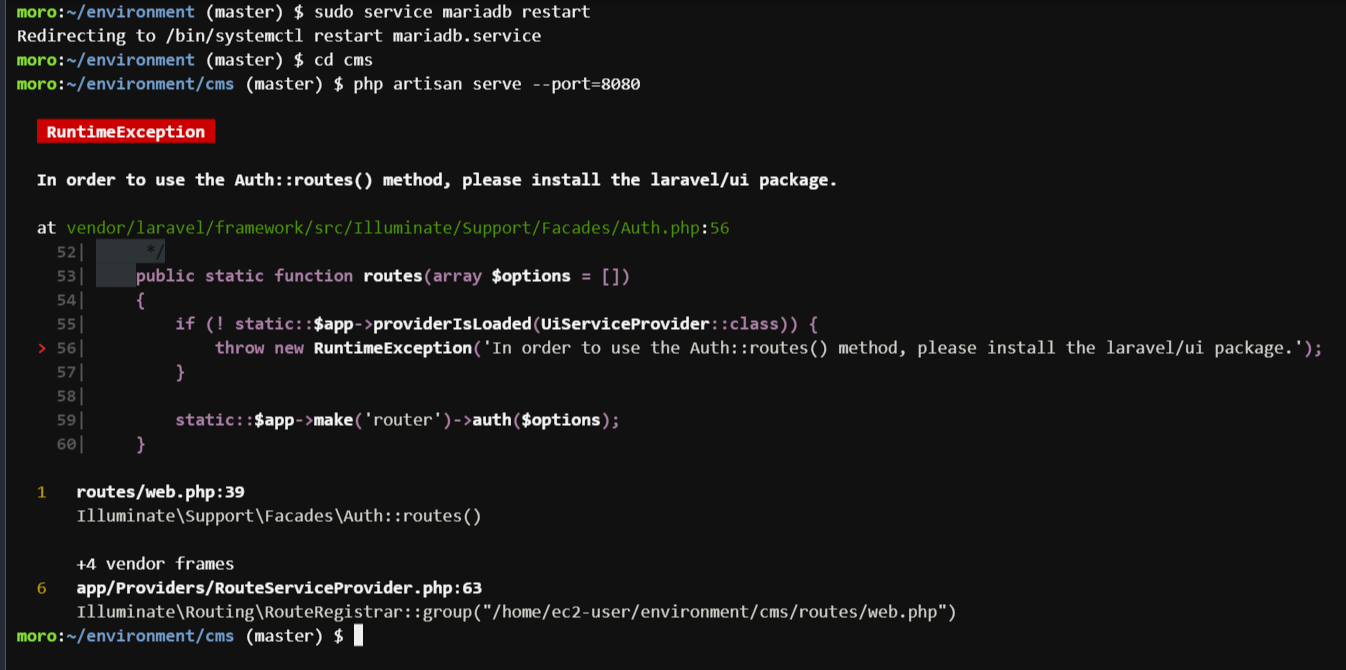 moro:~/environment (master) $ sudo service mariadb restart
Redirecting to /bin/systemctl restart mariadb.service
moro:~/environment (master) $ cd cms
moro:~/environment/cms (master) $ php artisan serve --port=8080
RuntimeException
In order to use the Auth::routes() method, please install the laravel/ui package.
at vendor/laravel/framework/src/Illuminate/Support/Facades/Auth.php:56
52|     */
53|    public static function routes(array $options = [])
54|    {
55|        if (! static::$app->providerIsLoaded(UiServiceProvider::class)) {
> 56|            throw new RuntimeException('In order to use the Auth::routes() method, please install the laravel/ui package.');
57|        }
58|
59|        static::$app->make('router')->auth($options);
60|    }
1   routes/web.php:39
Illuminate\Support\Facades\Auth::routes()
+4 vendor frames
6   app/Providers/RouteServiceProvider.php:63
Illuminate\Routing\RouteRegistrar::group("/home/ec2-user/environment/cms/routes/web.php")
moro:~/environment/cms (master) $